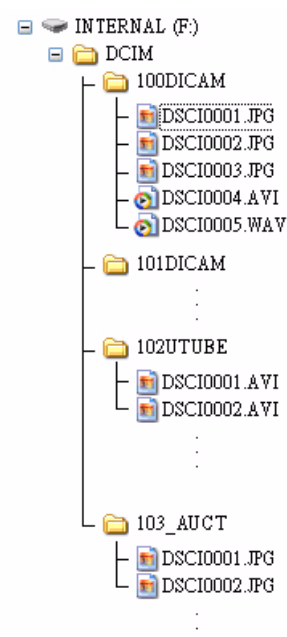 INTERNAL (F:)
DCIM
100DICAM
DSCI0001.JPG
DSCI0002.JPG
DSCI0003.JPG
DSCI0004.AVI
DSCI0005.WAV
101DICAM
102UTUBE
DSCI0001.AVI
DSCI0002.AVI
103_AUCT
DSCI0001.JPG
DSCI0002.JPG